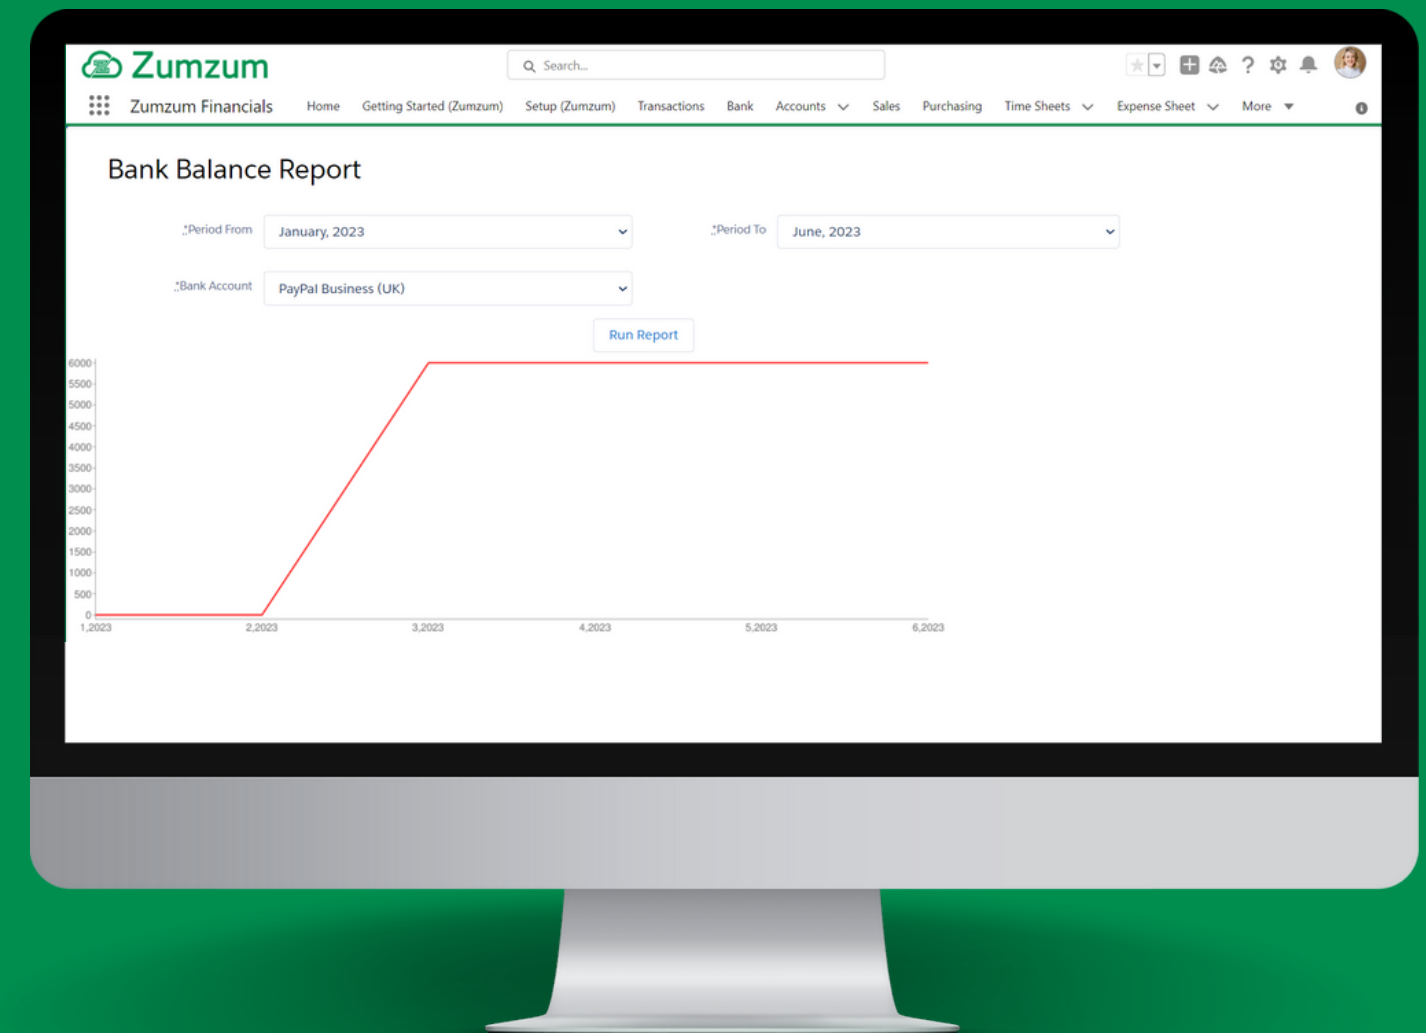 Zumzum
Search...
Zumzum Financials Home Getting Started (Zumzum) Setup (Zumzum) Transactions Bank Accounts Sales Purchasing Time Sheets Expense Sheet More
Bank Balance Report
*Period From January, 2023 *Period To June, 2023
*Bank Account PayPal Business (UK)
Run Report
6000
5500
5000
4500
4000
3500
3000
2500
2000
1500
1000
500
0
1,2023 2,2023 3,2023 4,2023 5,2023 6,2023